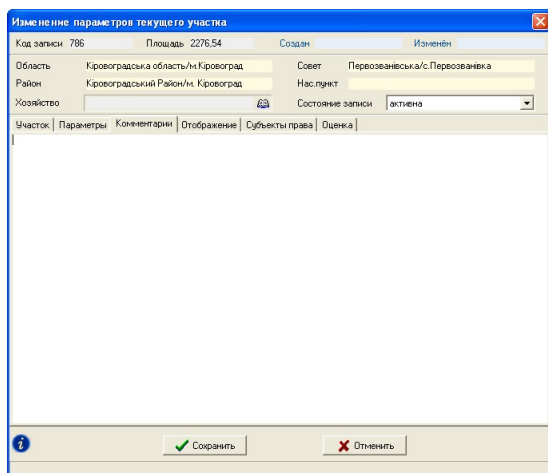 Изменение параметров текущего участка
Код записи 786 Площадь 2276,54 Создан Изменён
Область Кіровоградська область/м.Кіровоград Совет Первозванівська/с.Первозванівка
Район Кіровоградський Район/м. Кіровоград Нас.пункт
Хозяйство Состояние записи активна
Участок Параметры Комментарии Отображение Субъекты права Оценка
Сохранить Отменить